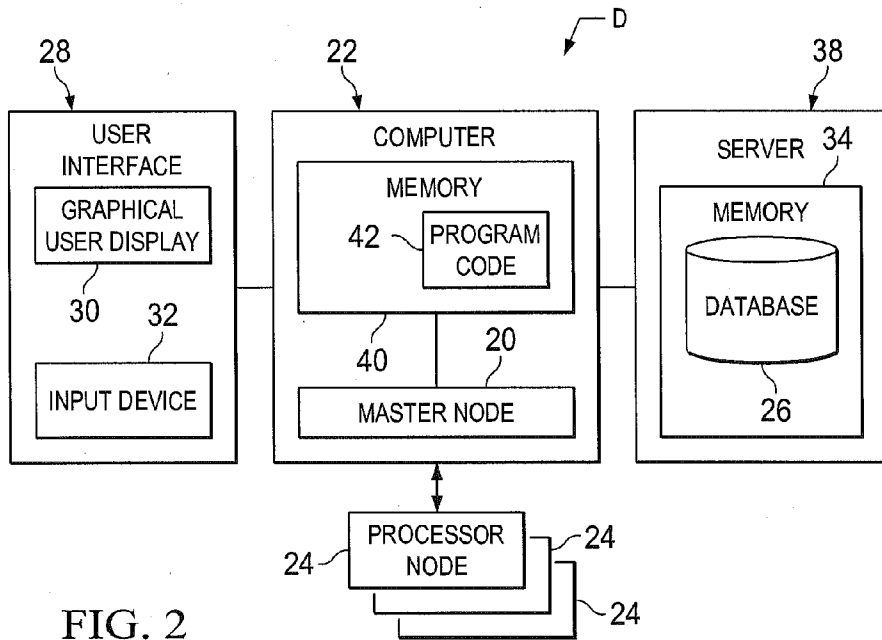 D
28
22
38
USER
INTERFACE
GRAPHICAL
USER DISPLAY
30
32
INPUT DEVICE
COMPUTER
MEMORY
42
PROGRAM
CODE
40
20
MASTER NODE
SERVER
34
MEMORY
DATABASE
26
24
PROCESSOR
NODE
24
24
FIG. 2